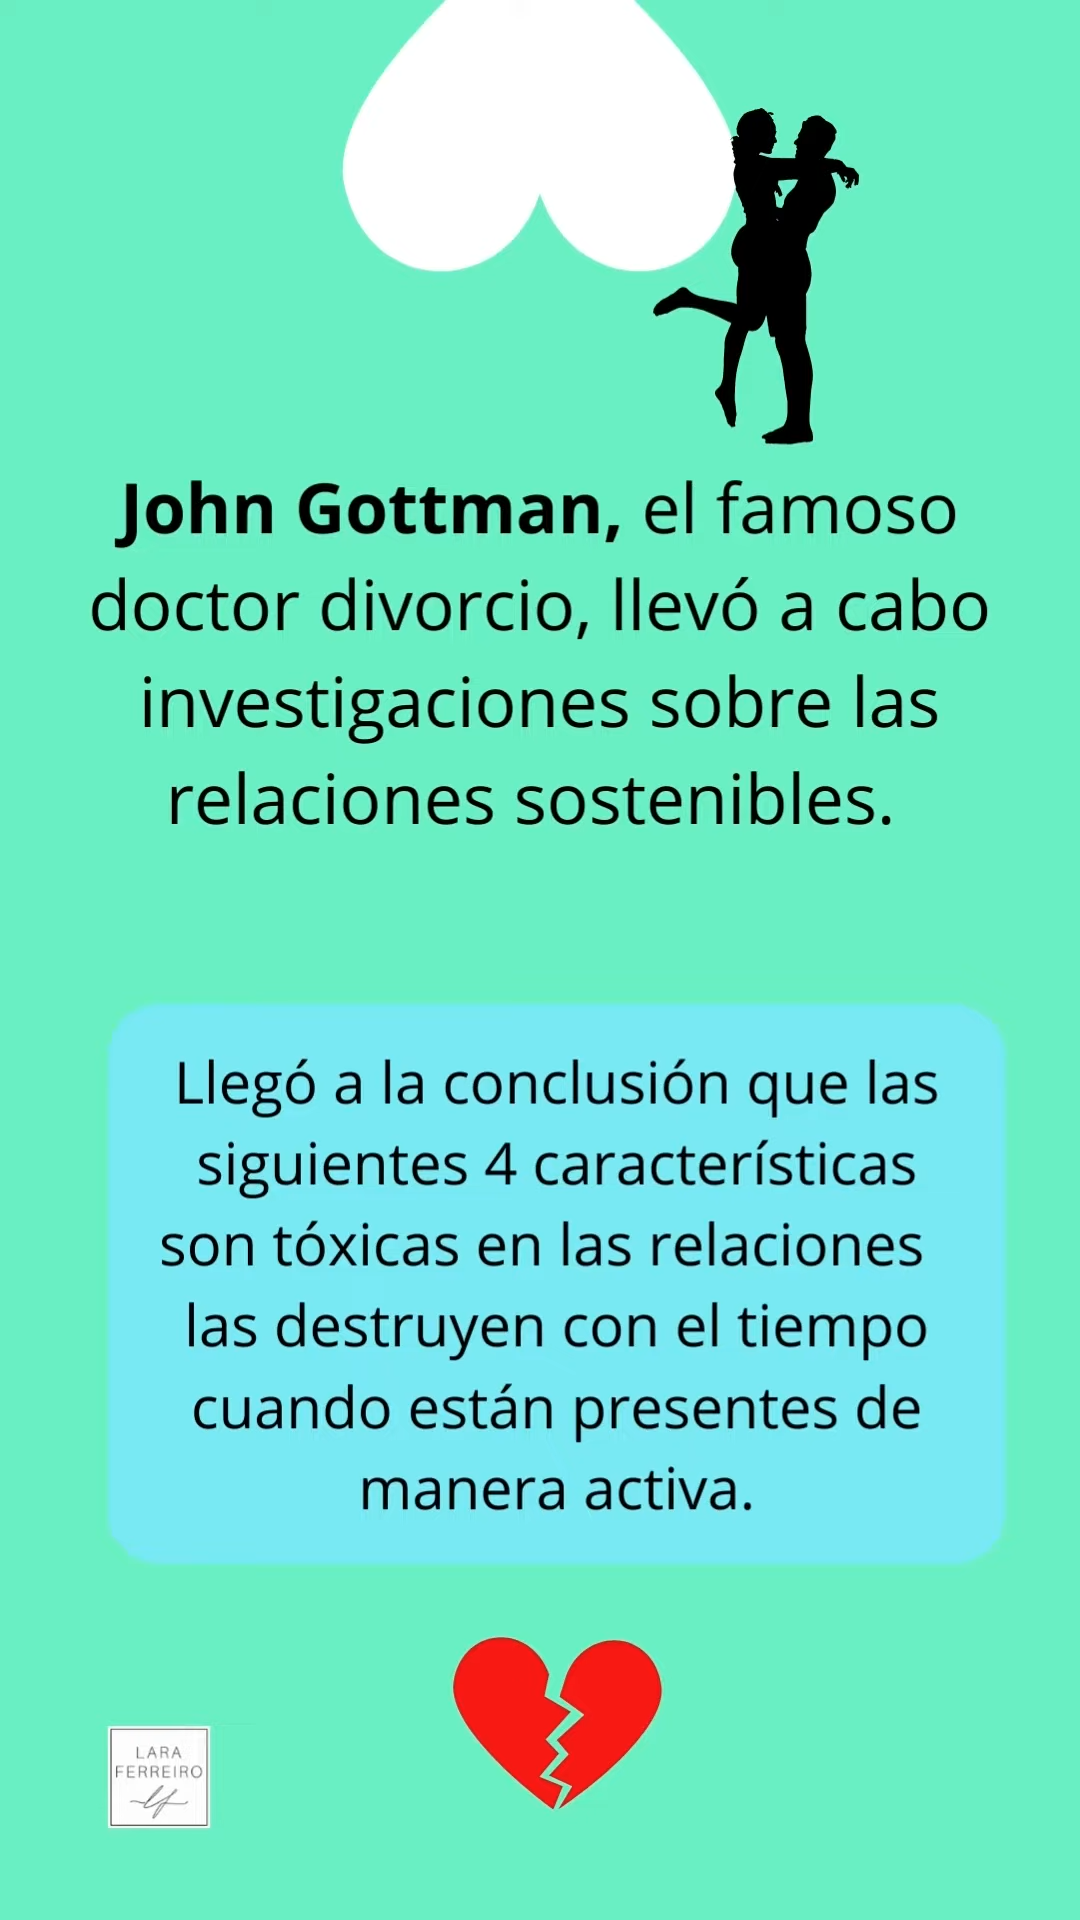 John Gottman, el famoso
doctor divorcio, llevó a cabo
investigaciones sobre las
relaciones sostenibles.
Llegó a la conclusión que las
siguientes 4 características
son tóxicas en las relaciones
las destruyen con el tiempo
cuando están presentes de
manera activa.
LARA
FERREIRO
lf